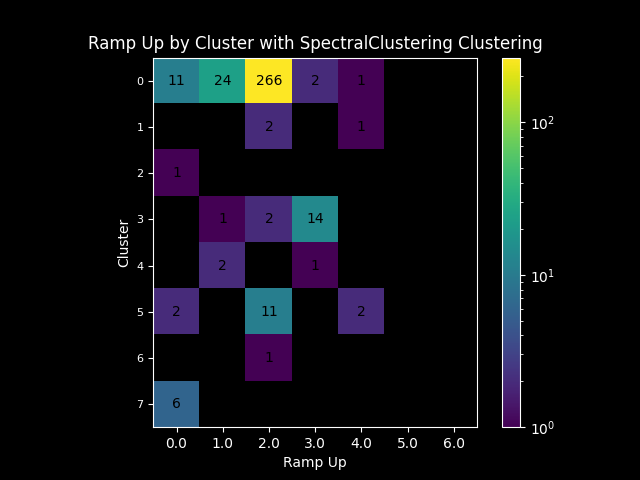 Ramp Up by Cluster with SpectralClustering Clustering
0 11 24 266 2 1
1 2 1
2 1
3 1 2 14
4 2 1
5 2 11 2
6 1
7 6
0.0 1.0 2.0 3.0 4.0 5.0 6.0
Ramp Up
Cluster
10²
10¹
10⁰